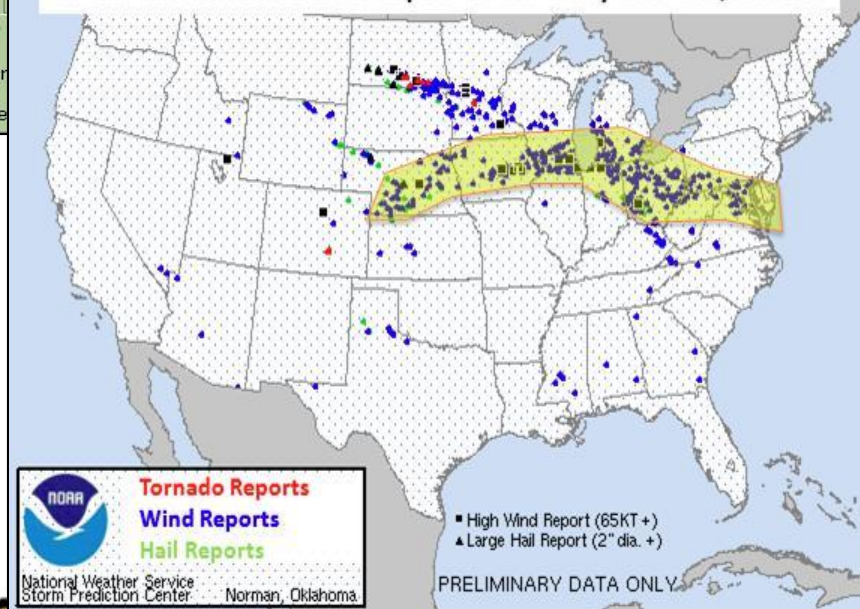 NOAA
Tornado Reports
Wind Reports
Hail Reports
National Weather Service
Storm Prediction Center Norman, Oklahoma
High Wind Report (65KT +)
Large Hail Report (2" dia. +)
PRELIMINARY DATA ONLY